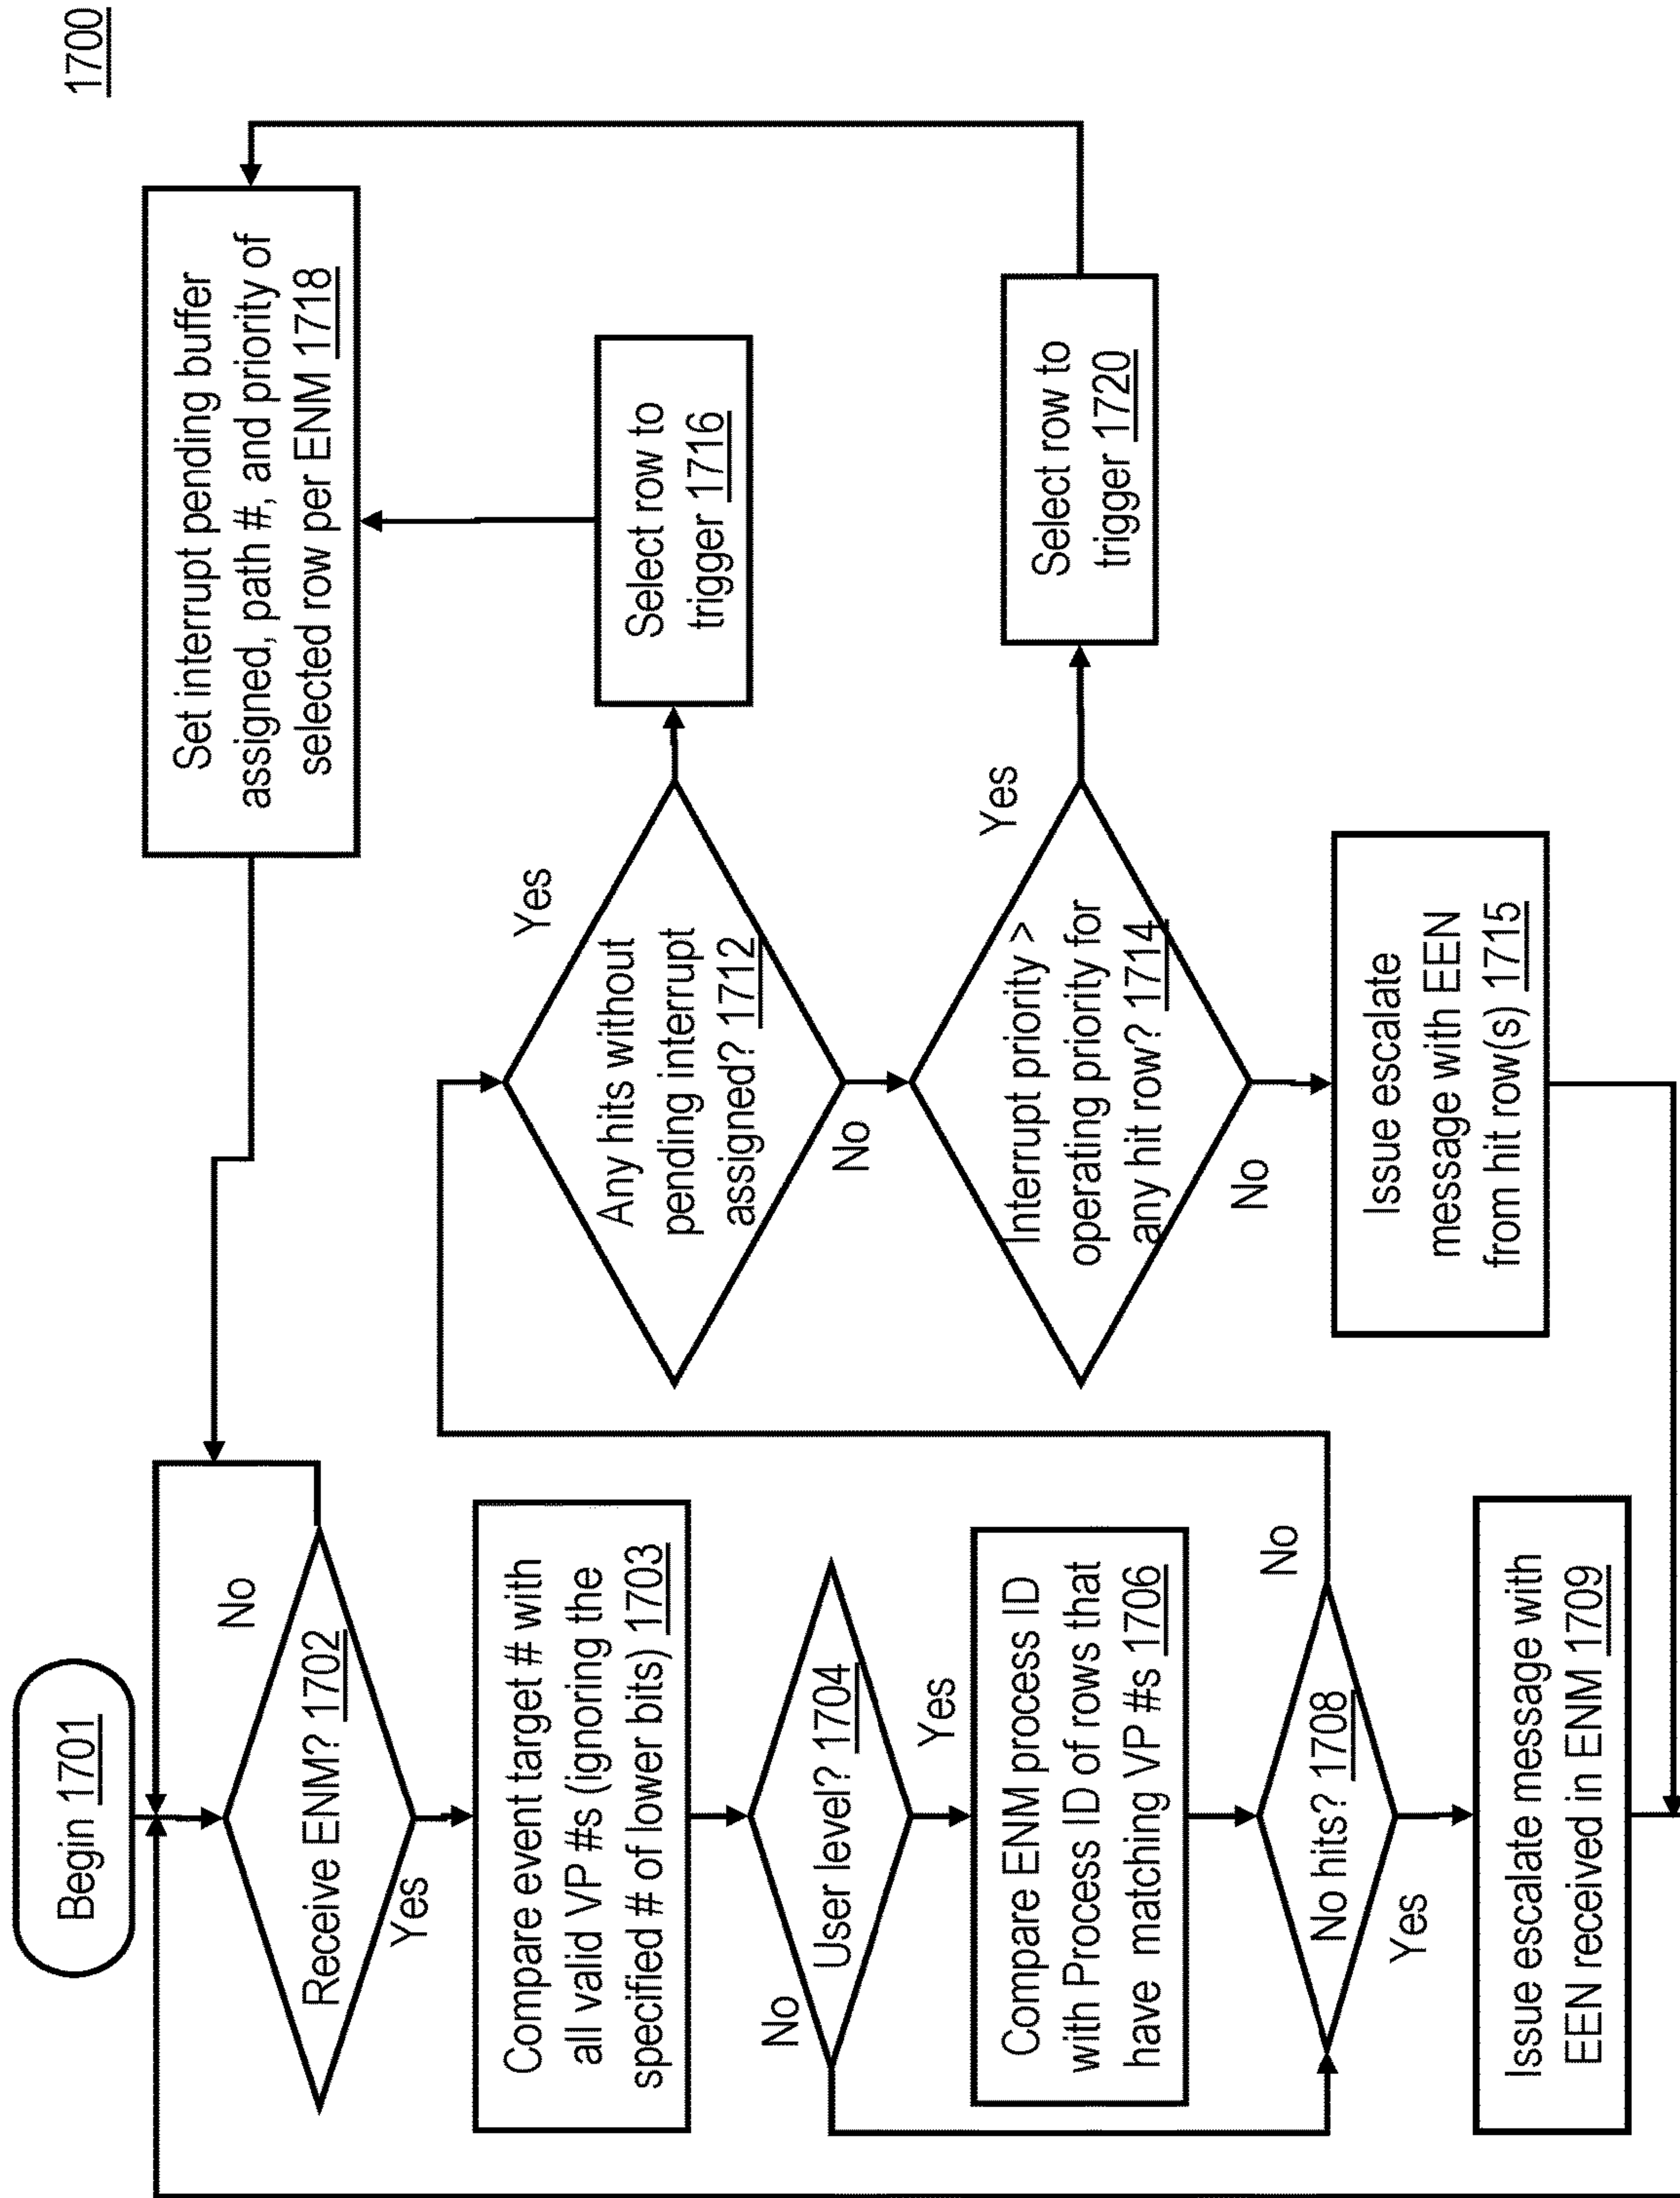 1700
Begin 1701
Receive ENM? 1702
No
Yes
Compare event target # with
all valid VP #s (ignoring the
specified # of lower bits) 1703
User level? 1704
No
Yes
Compare ENM process ID
with Process ID of rows that
have matching VP #s 1706
No hits? 1708
No
Yes
Issue escalate message with
EEN received in ENM 1709
Any hits without
pending interrupt
assigned? 1712
Yes
No
Interrupt priority >
operating priority for
any hit row? 1714
Yes
No
Issue escalate
message with EEN
from hit row(s) 1715
Select row to
trigger 1716
Set interrupt pending buffer
assigned, path #, and priority of
selected row per ENM 1718
Select row to
trigger 1720